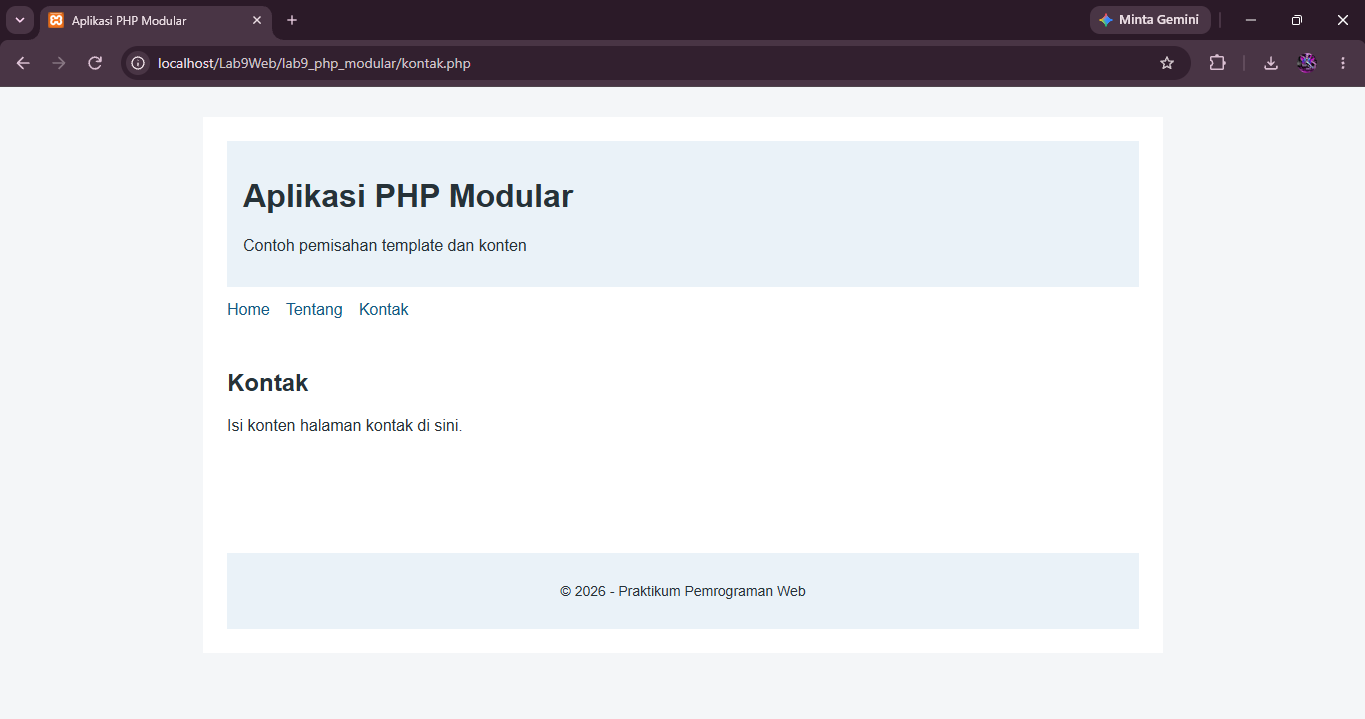 Aplikasi PHP Modular
Minta Gemini
localhost/Lab9Web/lab9_php_modular/kontak.php
Aplikasi PHP Modular
Contoh pemisahan template dan konten
Home Tentang Kontak
Kontak
Isi konten halaman kontak di sini.
© 2026 - Praktikum Pemrograman Web